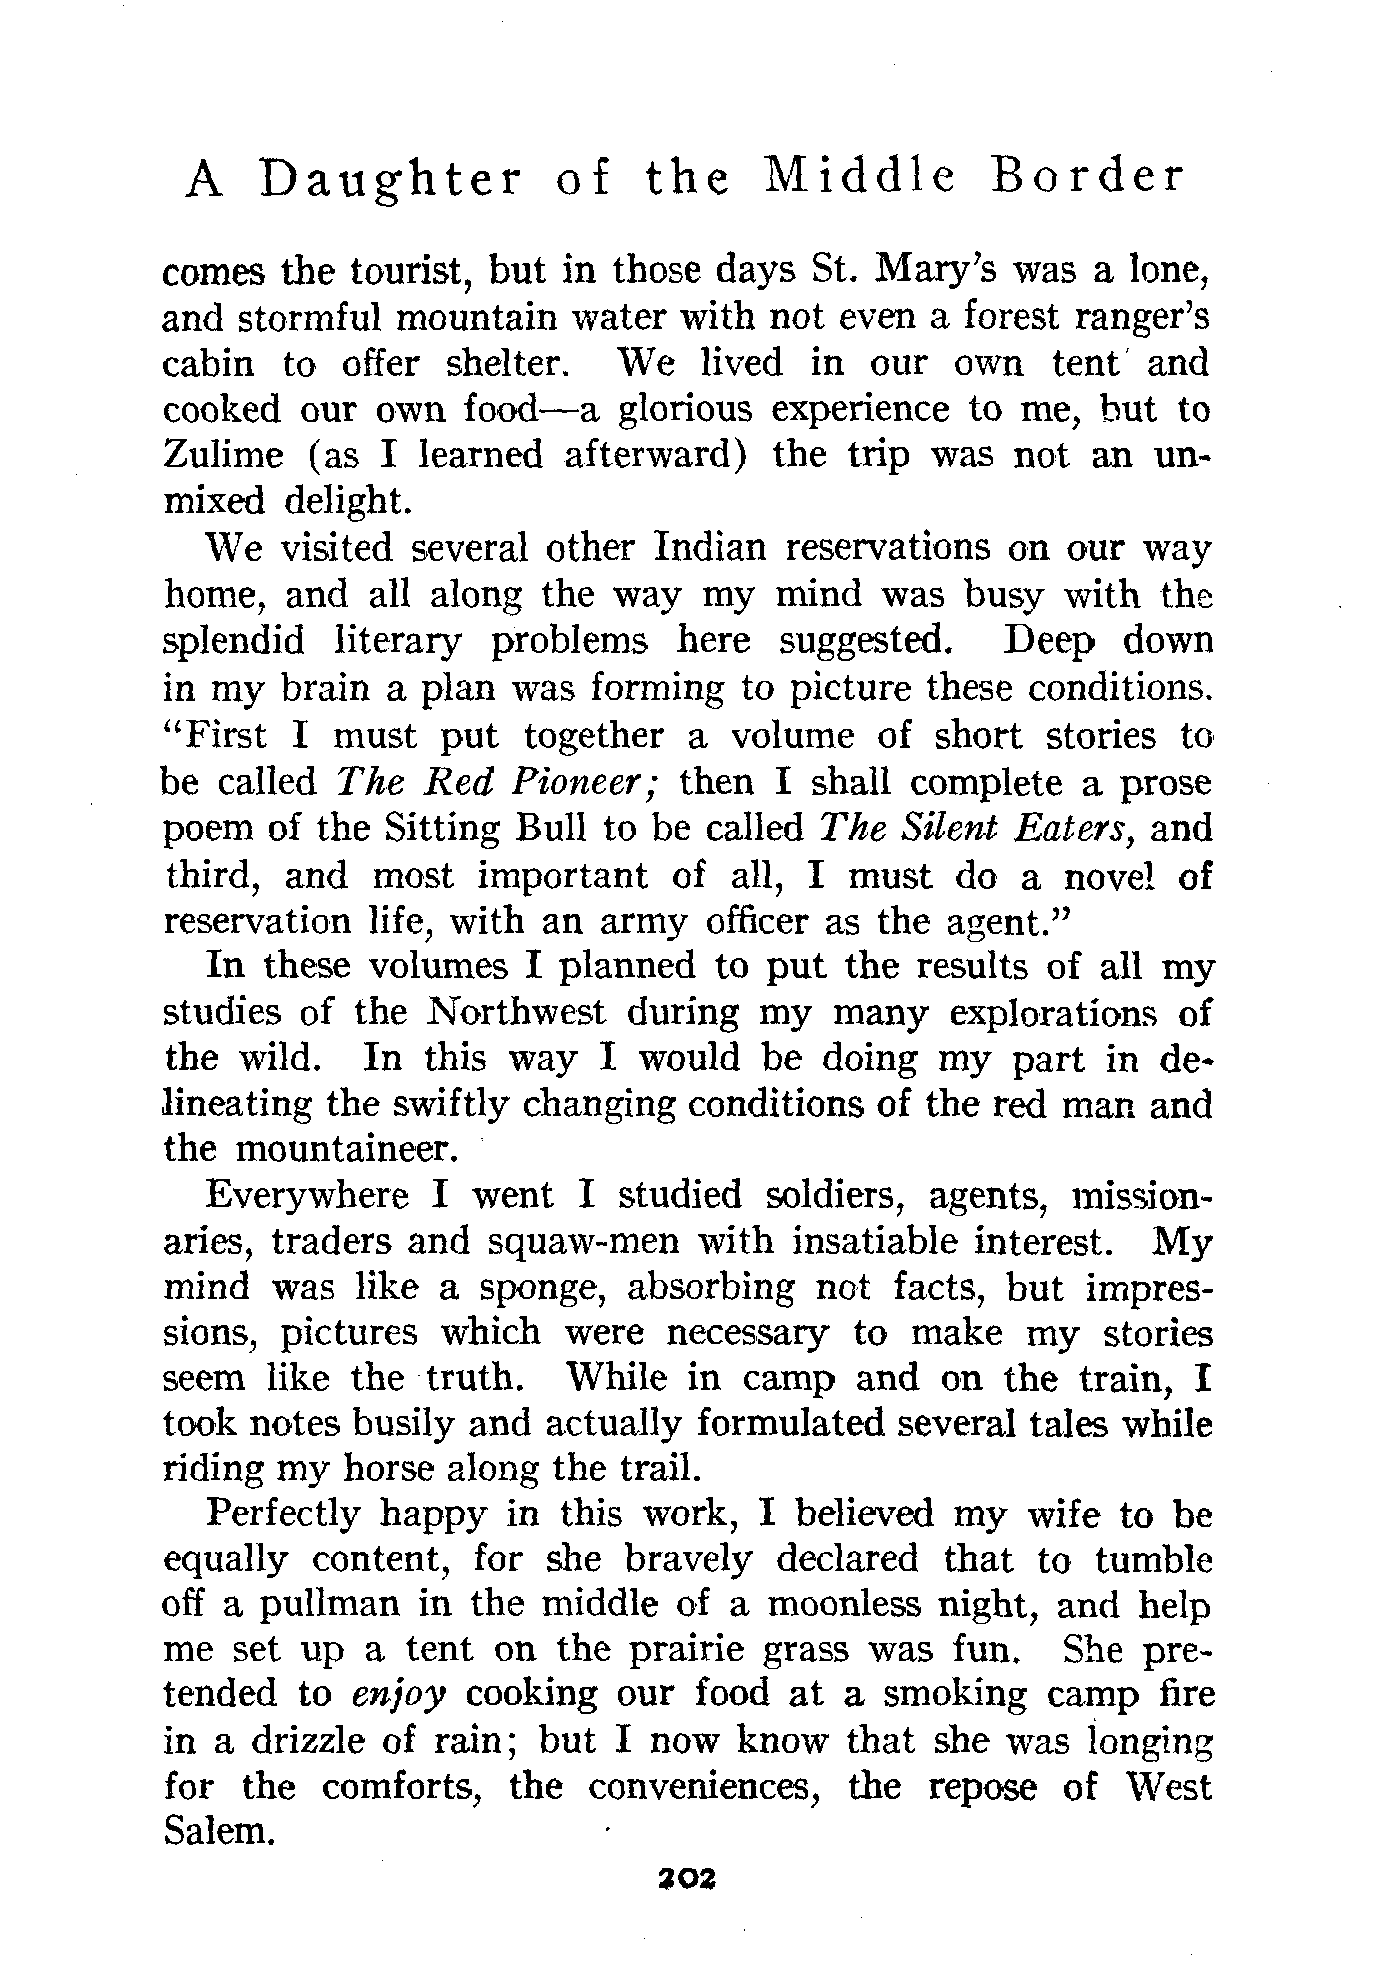 A Daughter of the Middle Border
comes the tourist, but in those days St. Mary's was a lone,
and stormful mountain water with not even a forest ranger's
cabin to offer shelter. We lived in our own tent and
cooked our own food—a glorious experience to me, but to
Zulime (as I learned afterward) the trip was not an un-
mixed delight.
We visited several other Indian reservations on our way
home, and all along the way my mind was busy with the
splendid literary problems here suggested. Deep down
in my brain a plan was forming to picture these conditions.
"First I must put together a volume of short stories to
be called The Red Pioneer; then I shall complete a prose
poem of the Sitting Bull to be called The Silent Eaters, and
third, and most important of all, I must do a novel of
reservation life, with an army officer as the agent."
In these volumes I planned to put the results of all my
studies of the Northwest during my many explorations of
the wild. In this way I would be doing my part in de-
lineating the swiftly changing conditions of the red man and
the mountaineer.
Everywhere I went I studied soldiers, agents, mission-
aries, traders and squaw-men with insatiable interest. My
mind was like a sponge, absorbing not facts, but impres-
sions, pictures which were necessary to make my stories
seem like the truth. While in camp and on the train, I
took notes busily and actually formulated several tales while
riding my horse along the trail.
Perfectly happy in this work, I believed my wife to be
equally content, for she bravely declared that to tumble
off a pullman in the middle of a moonless night, and help
me set up a tent on the prairie grass was fun. She pre-
tended to enjoy cooking our food at a smoking camp fire
in a drizzle of rain; but I now know that she was longing
for the comforts, the conveniences, the repose of West
Salem.
202